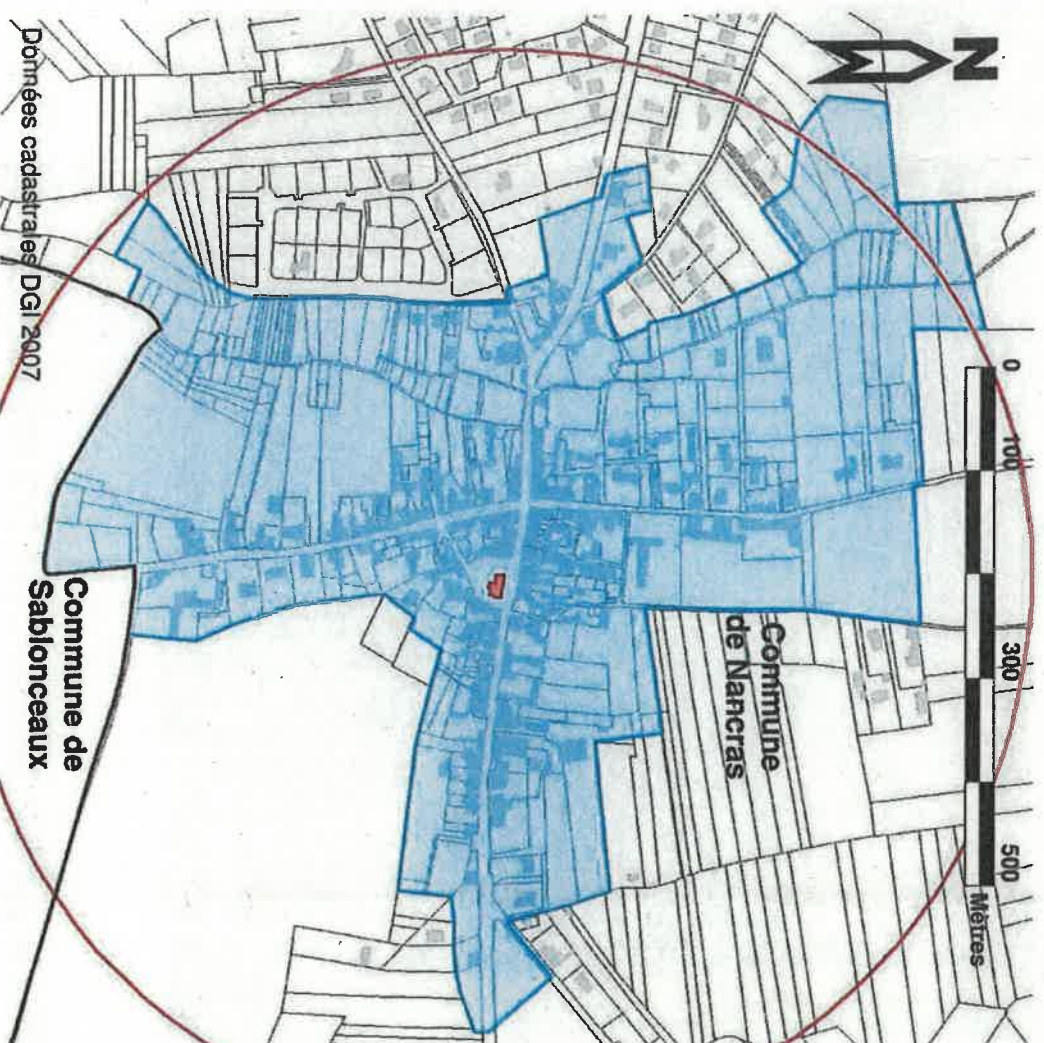 N
0
100
300
500
Mètres
Commune
de Nancras
Commune de
Sablonceaux
Données cadastrales DGI 2007